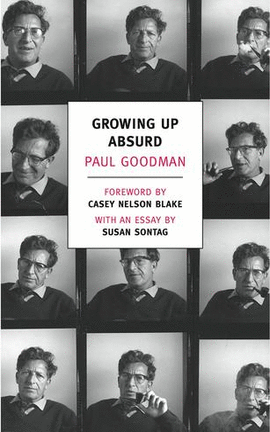 GROWING UP
ABSURD
PAUL GOODMAN
FOREWORD BY
CASEY NELSON BLAKE
WITH AN ESSAY BY
SUSAN SONTAG